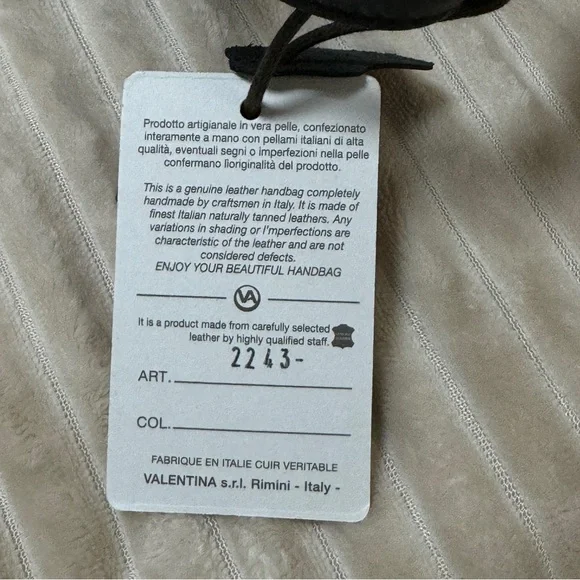 Prodotto artigianale in vera pelle, confezionato
interamente a mano con pellami italiani di alta
qualità, eventuali segni o imperfezioni nella pelle
confermano lìoriginalità del prodotto.
This is a genuine leather handbag completely
handmade by craftsmen in Italy. It is made of
finest Italian naturally tanned leathers. Any
variations in shading or I'mperfections are
characteristic of the leather and are not
considered defects.
ENJOY YOUR BEAUTIFUL HANDBAG
VA
It is a product made from carefully selected
leather by highly qualified staff.
2243-
ART.
COL.
FABRIQUE EN ITALIE CUIR VERITABLE
VALENTINA s.r.l. Rimini - Italy -